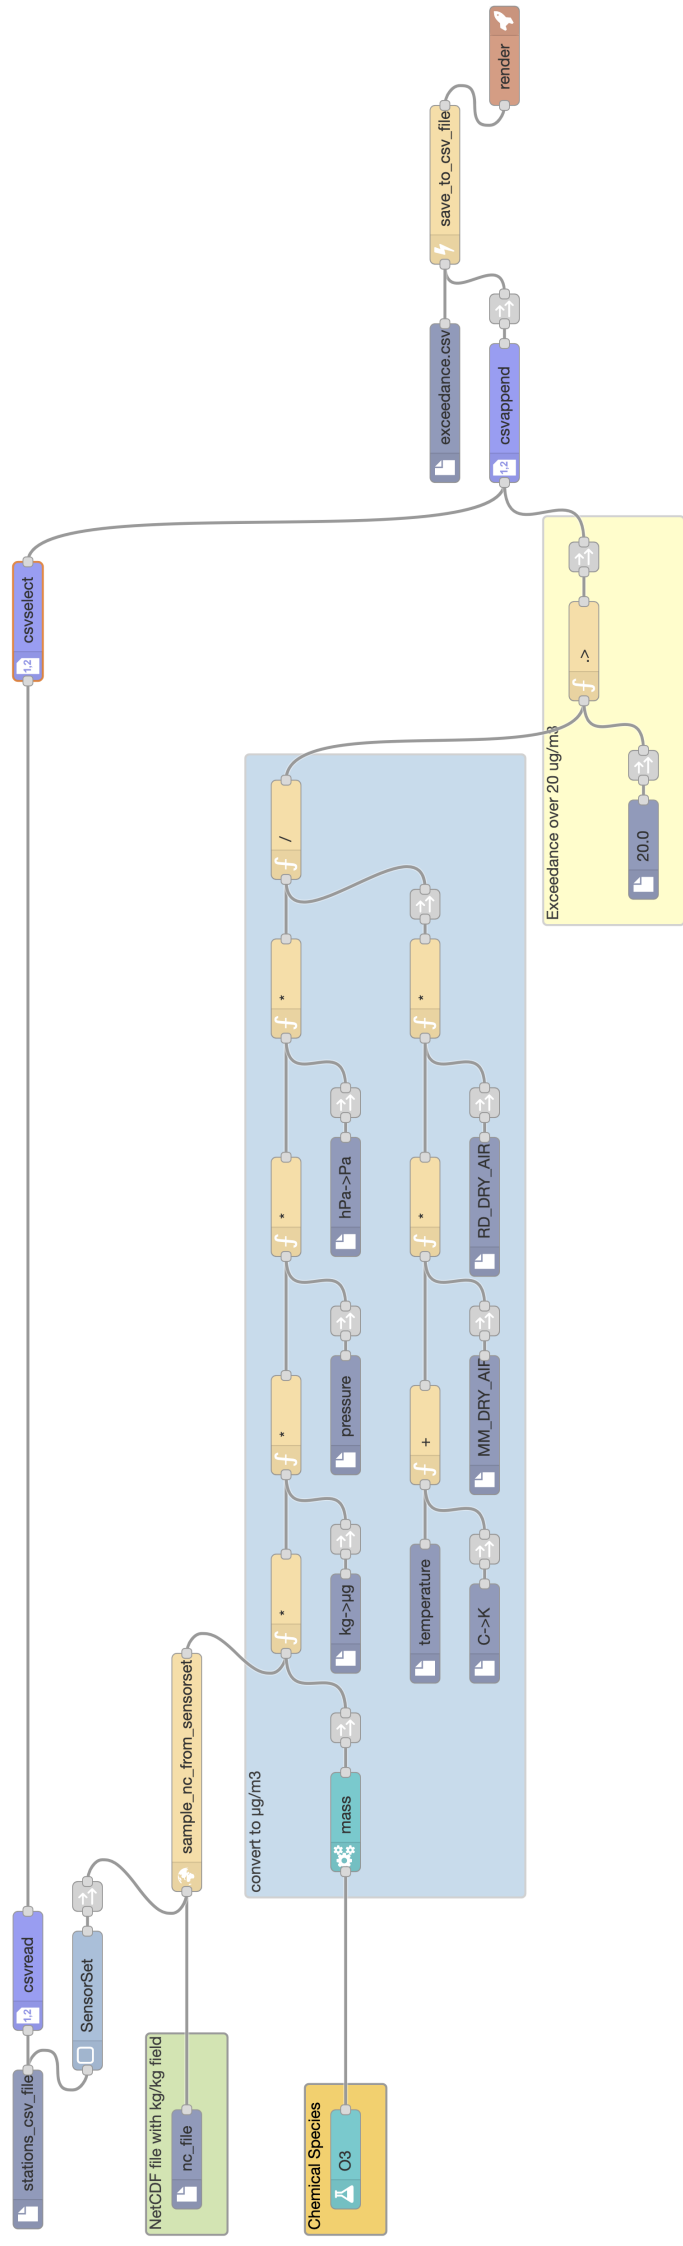 stations_csv_file
csvread
1,2
csvselect
1,2
SensorSet
NetCDF file with kg/kg field
nc_file
sample_nc_from_sensorset
Chemical Species
O3
convert to µg/m3
mass
*
kg->µg
*
pressure
*
hPa->Pa
*
/
temperature
C->K
+
MM_DRY_AIR
*
RD_DRY_AIR
*
Exceedance over 20 ug/m3
20.0
.>
exceedance.csv
csvappend
1,2
save_to_csv_file
render